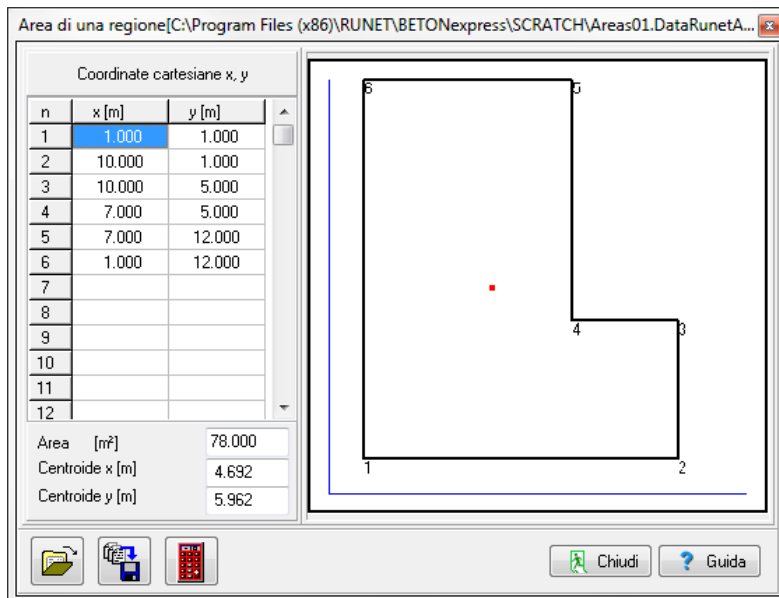 Area di una regione[C:\Program Files (x86)\RUNET\BETONexpress\SCRATCH\Areas01.DataRunetA...
Coordinate cartesiane x, y
n x [m] y [m]
1 1.000 1.000
2 10.000 1.000
3 10.000 5.000
4 7.000 5.000
5 7.000 12.000
6 1.000 12.000
7
8
9
10
11
12
Area [m²] 78.000
Centroide x [m] 4.692
Centroide y [m] 5.962
6 5
4 3
1 2
Chiudi ? Guida